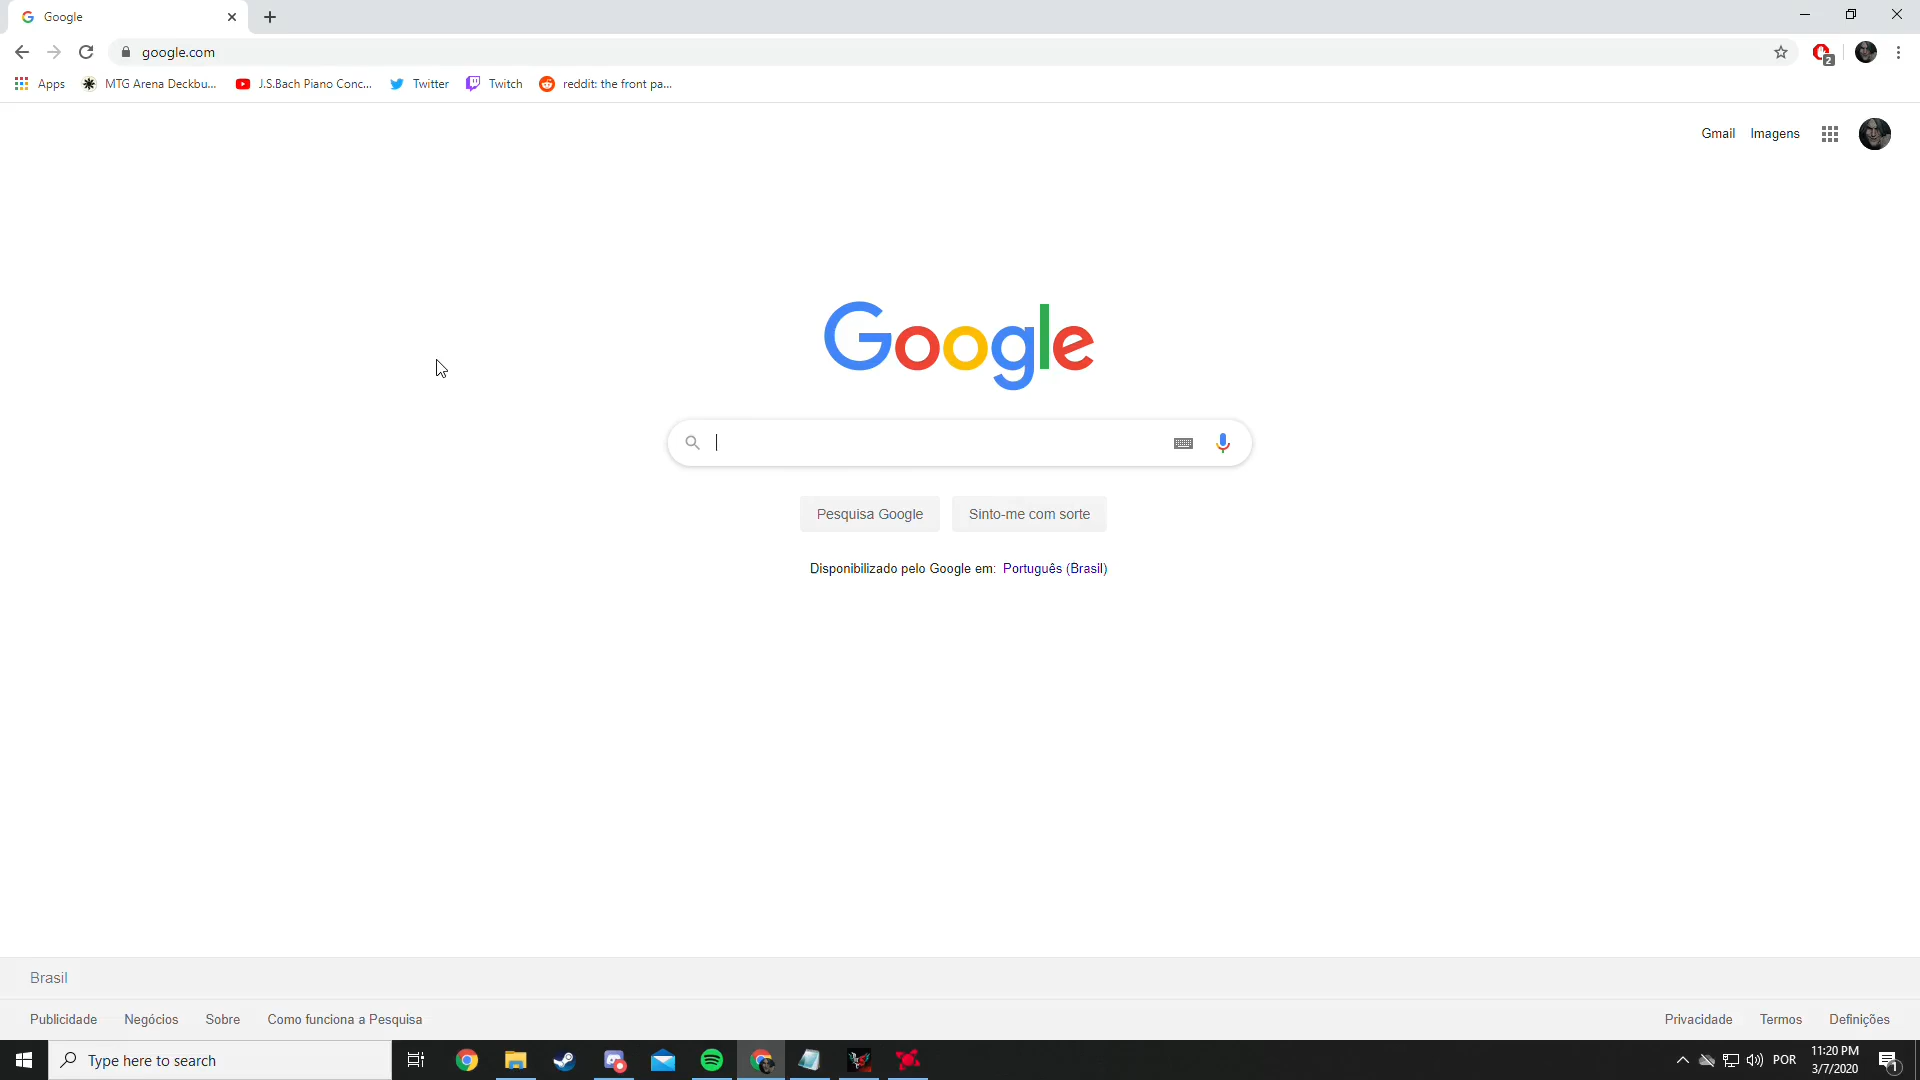 Google
google.com
Apps MTG Arena Deckbu... J.S.Bach Piano Conc... Twitter Twitch reddit: the front pa...
2
Gmail Imagens
Google
Pesquisa Google Sinto-me com sorte
Disponibilizado pelo Google em: Português (Brasil)
Brasil
Publicidade Negócios Sobre Como funciona a Pesquisa Privacidade Termos Definições
Type here to search
POR
11:20 PM
3/7/2020
1